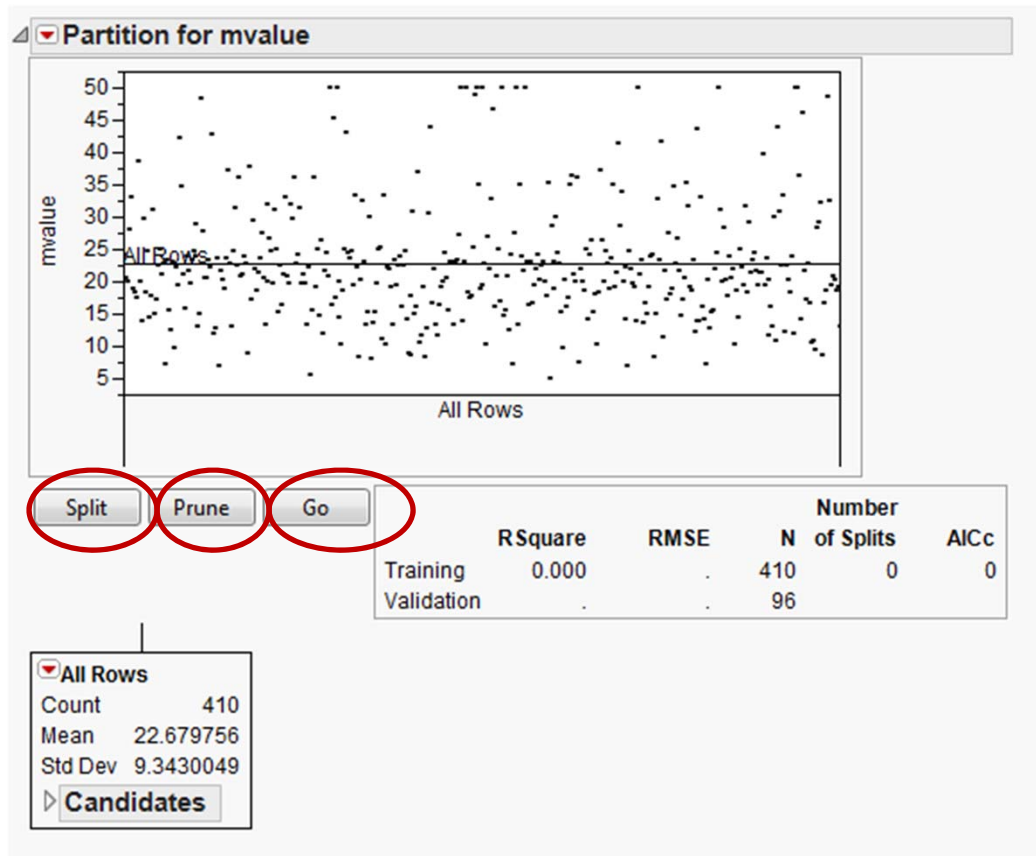 Partition for mvalue
50
45
40
35
30
25
20
15
10
5
mvalue
All Rows
All Rows
Split Prune Go
Number
RSquare RMSE N of Splits AICc
Training 0.000 . 410 0 0
Validation . . 96
All Rows
Count 410
Mean 22.679756
Std Dev 9.3430049
Candidates